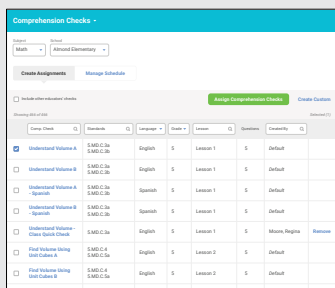 Comprehension Checks
Subject School
Math Almond Elementary
Create Assignments Manage Schedule
Include other educators' checks. Assign Comprehension Checks Create Custom
Selected (1)
Comp. Check Standards Language Grade Lesson Questions Created By
Understand Volume A 5.MD.C.3a 5.MD.C.3b English 5 Lesson 1 5 Default
Understand Volume B 5.MD.C.3a 5.MD.C.3b English 5 Lesson 1 5 Default
Understand Volume A - Spanish 5.MD.C.3a 5.MD.C.3b Spanish 5 Lesson 1 5 Default
Understand Volume B - Spanish 5.MD.C.3a 5.MD.C.3b Spanish 5 Lesson 1 5 Default
Understand Volume - Class Quick Check 5.MD.C.3a English 5 Lesson 1 5 Moore, Regina Remove
Find Volume Using Unit Cubes A 5.MD.C.4 5.MD.C.5a English 5 Lesson 2 5 Default
Find Volume Using Unit Cubes B 5.MD.C.4 5.MD.C.5a English 5 Lesson 2 5 Default